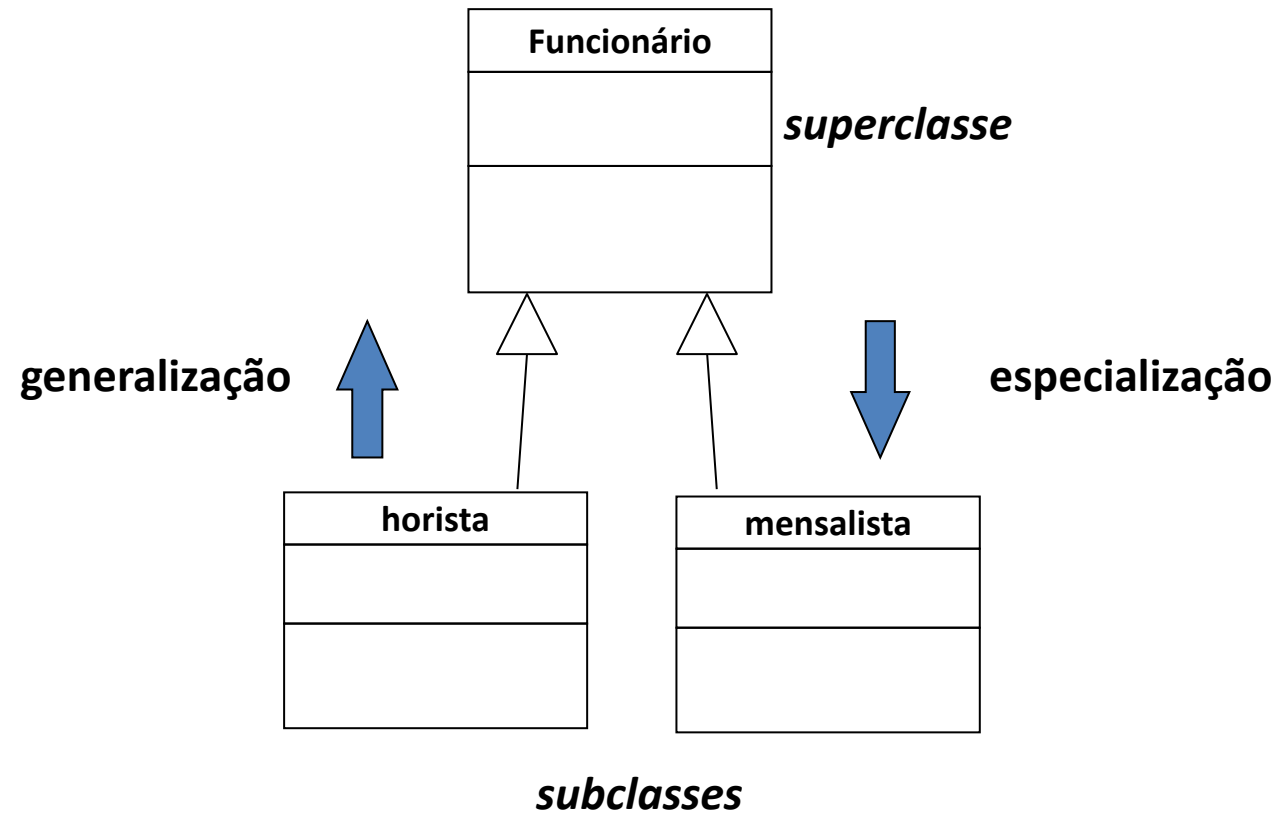 Funcionário
superclasse
generalização
especialização
horista
mensalista
subclasses